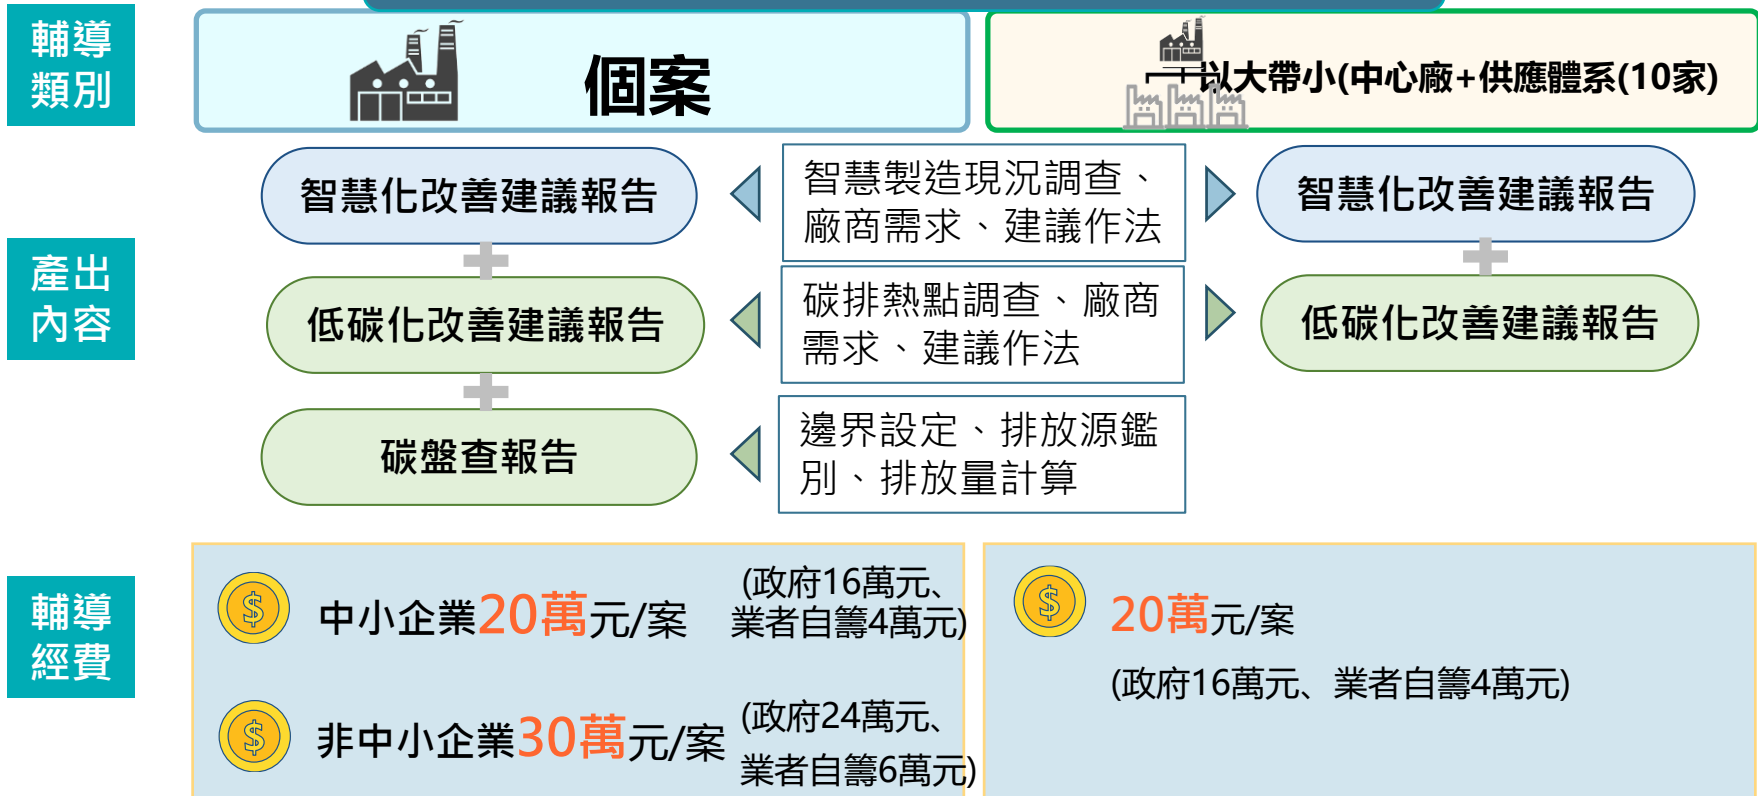 輔導
類別
個案
以大帶小(中心廠+供應體系(10家)
產出
內容
智慧化改善建議報告
智慧製造現況調查、
廠商需求、建議作法
智慧化改善建議報告
低碳化改善建議報告
碳排熱點調查、廠商
需求、建議作法
低碳化改善建議報告
碳盤查報告
邊界設定、排放源鑑
別、排放量計算
輔導
經費
中小企業20萬元/案
(政府16萬元、
業者自籌4萬元)
非中小企業30萬元/案
(政府24萬元、
業者自籌6萬元)
20萬元/案
(政府16萬元、業者自籌4萬元)